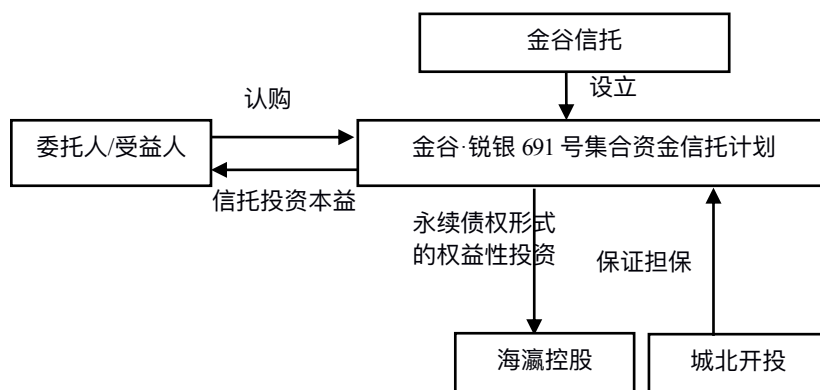 金谷信托
设立
认购
委托人/受益人
金谷·锐银 691 号集合资金信托计划
信托投资本益
永续债权形式
的权益性投资
保证担保
海瀛控股
城北开投